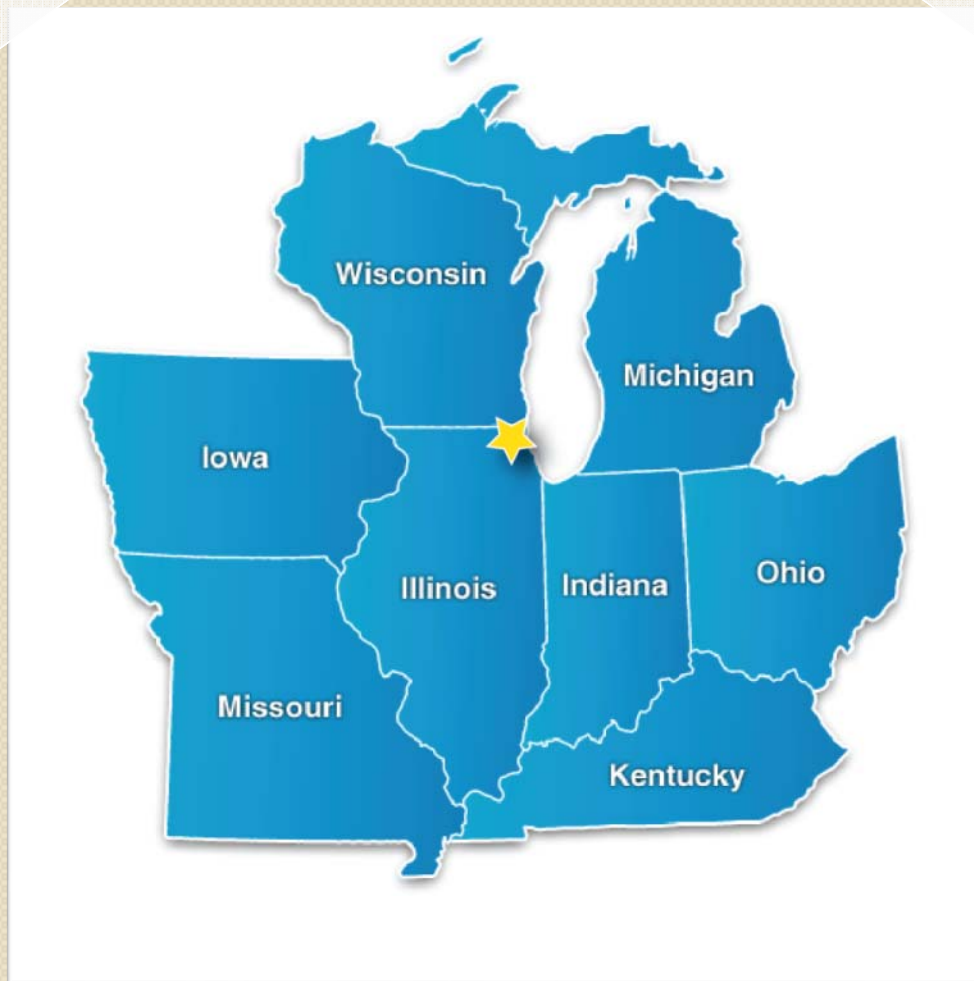 Wisconsin
Michigan
Iowa
Illinois
Indiana
Ohio
Missouri
Kentucky